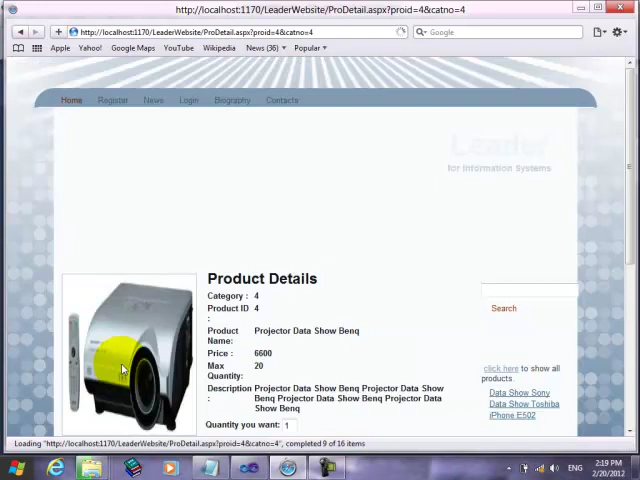 http://localhost:1170/LeaderWebsite/ProDetail.aspx?proid=4&catno=4
http://localhost:1170/LeaderWebsite/ProDetail.aspx?proid=4&catno=4
Google
Apple Yahoo! Google Maps YouTube Wikipedia News (36) Popular
Home Register News Login Biography Contacts
Leader
for Information Systems
Product Details
Category : 4
Product ID : 4
Product Name: Projector Data Show Benq
Price : 6600
Max Quantity: 20
Description : Projector Data Show Benq Projector Data Show
Benq Projector Data Show Benq Projector Data
Show Benq
Quantity you want: 1
Search
click here to show all
products.
Data Show Sony
Data Show Toshiba
iPhone E502
Loading "http://localhost:1170/LeaderWebsite/ProDetail.aspx?proid=4&catno=4", completed 9 of 16 items
ENG
2:19 PM
2/20/2012